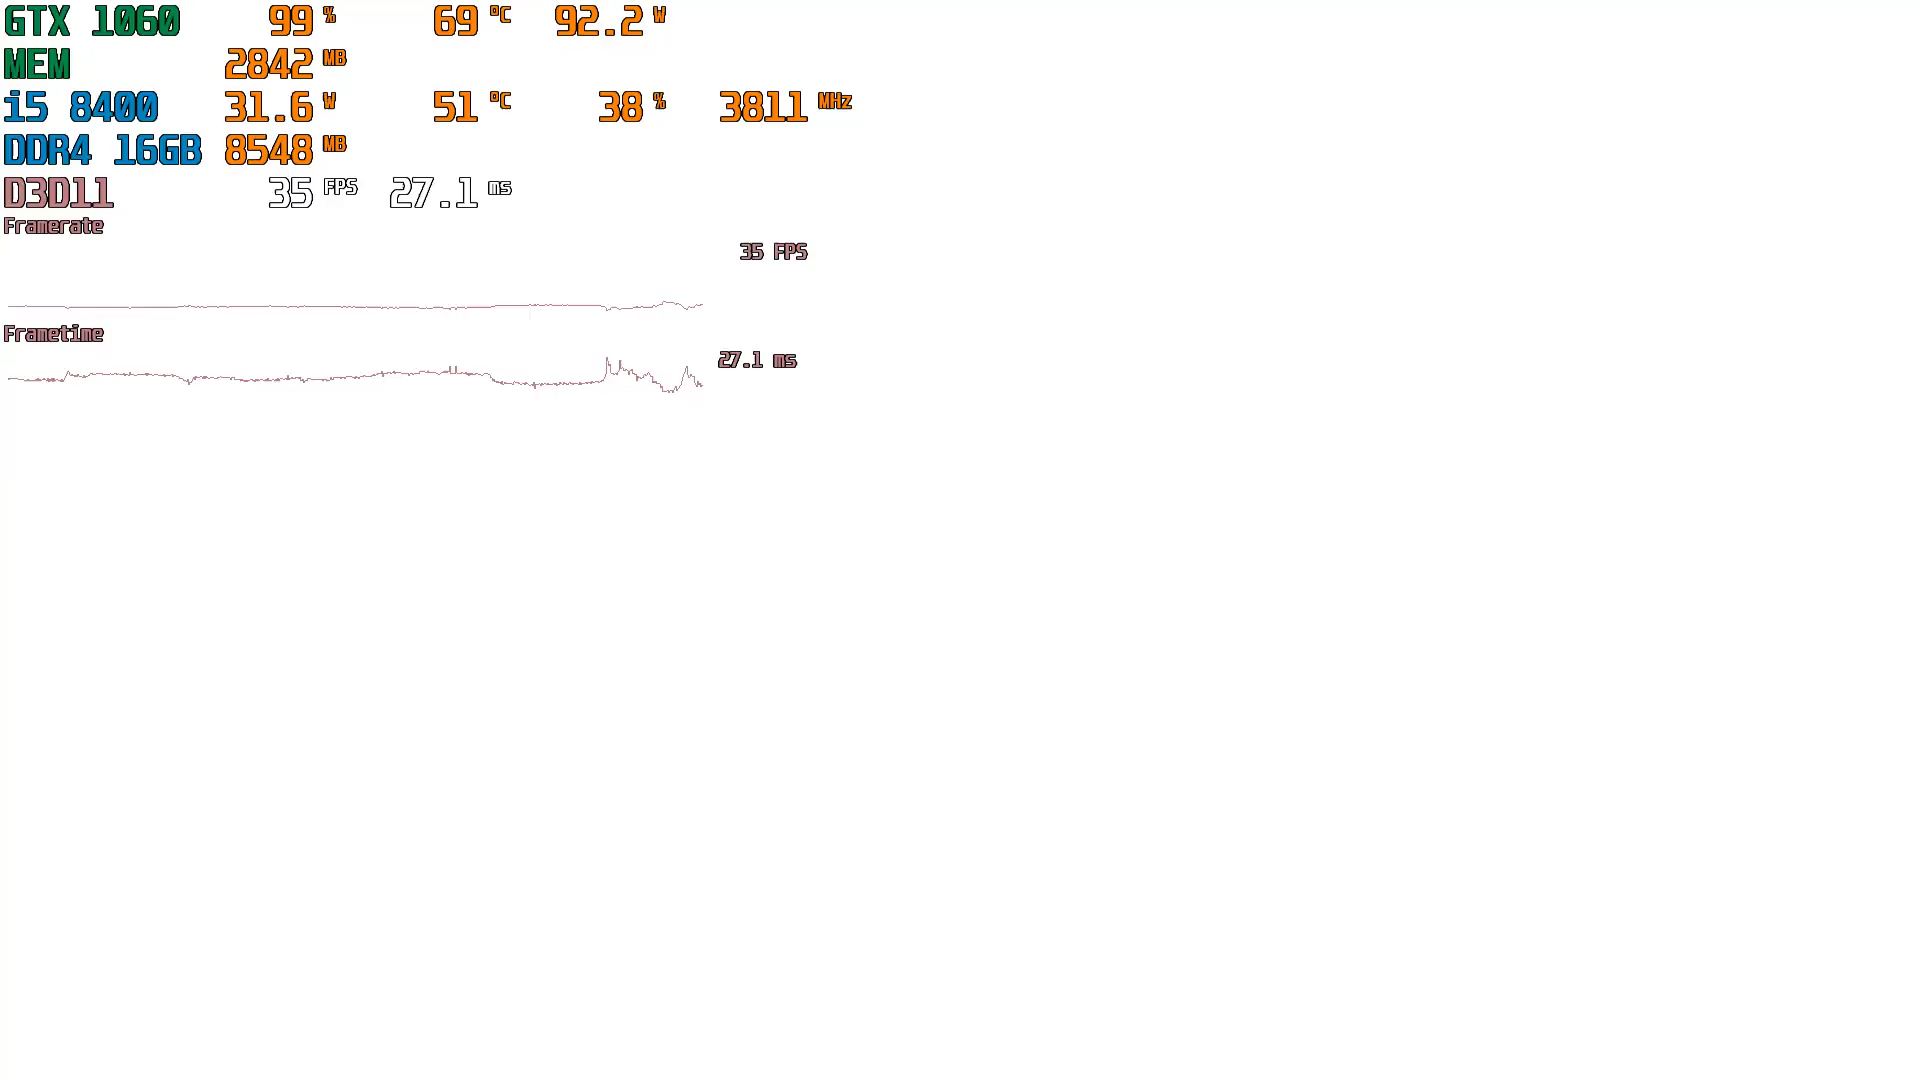 GTX 1060 99 % 69 °C 92.2 W
MEM 2842 MB
i5 8400 31.6 W 51 °C 38 % 3811 MHz
DDR4 16GB 8548 MB
D3D11 35 FPS 27.1 ms
Framerate
35 FPS
Frametime
27.1 ms